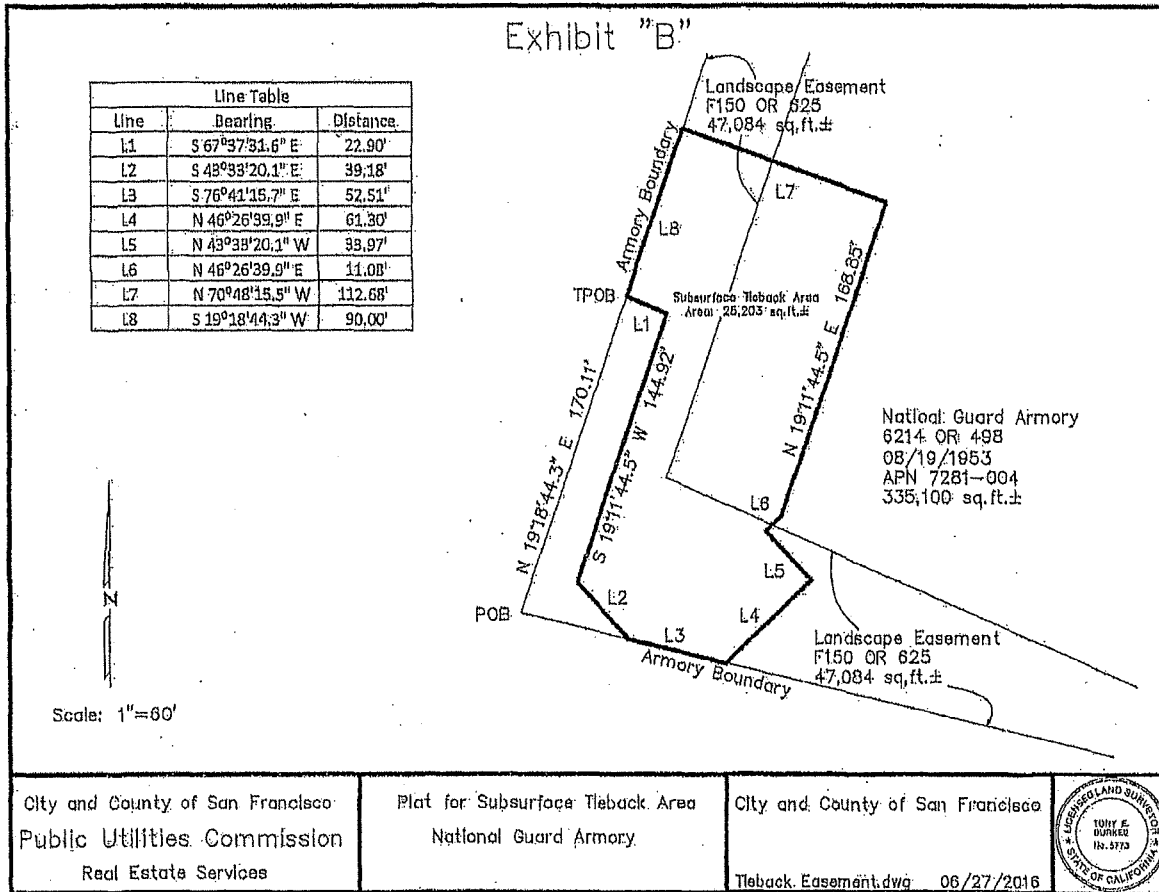 Exhibit "B"
Line Table
Line Bearing Distance
L1 S 67°37'31.6" E 22.90'
L2 S 43°33'20.1" E 39.18'
L3 S 76°41'15.7" E 52.51'
L4 N 46°26'39.9" E 61.30'
L5 N 43°33'20.1" W 33.97'
L6 N 46°26'39.9" E 11.08'
L7 N 70°48'15.5" W 112.68'
L8 S 19°18'44.3" W 90.00'
Landscape Easement
F150 OR 625
47,084 sq.ft.±
Armory Boundary
L7
L8
TPOB
L1
Subsurface Tieback Area
Area: 25,203 sq.ft.±
N 19°11'44.5" E 168.85'
S 19°11'44.5" W 144.92'
N 19°18'44.3" E 170.11'
Natioal Guard Armory
6214 OR 498
08/19/1953
APN 7281-004
335,100 sq.ft.±
L6
L5
L2
L4
POB
L3
Armory Boundary
Landscape Easement
F150 OR 625
47,084 sq.ft.±
N
Scale: 1"=60'
City and County of San Francisco
Public Utilities Commission
Real Estate Services
Plat for Subsurface Tieback Area
National Guard Armory
City and County of San Francisco
Tieback Easement.dwg 06/27/2016
LICENSED LAND SURVEYOR
TONY E.
DURKEE
No. 5773
STATE OF CALIFORNIA